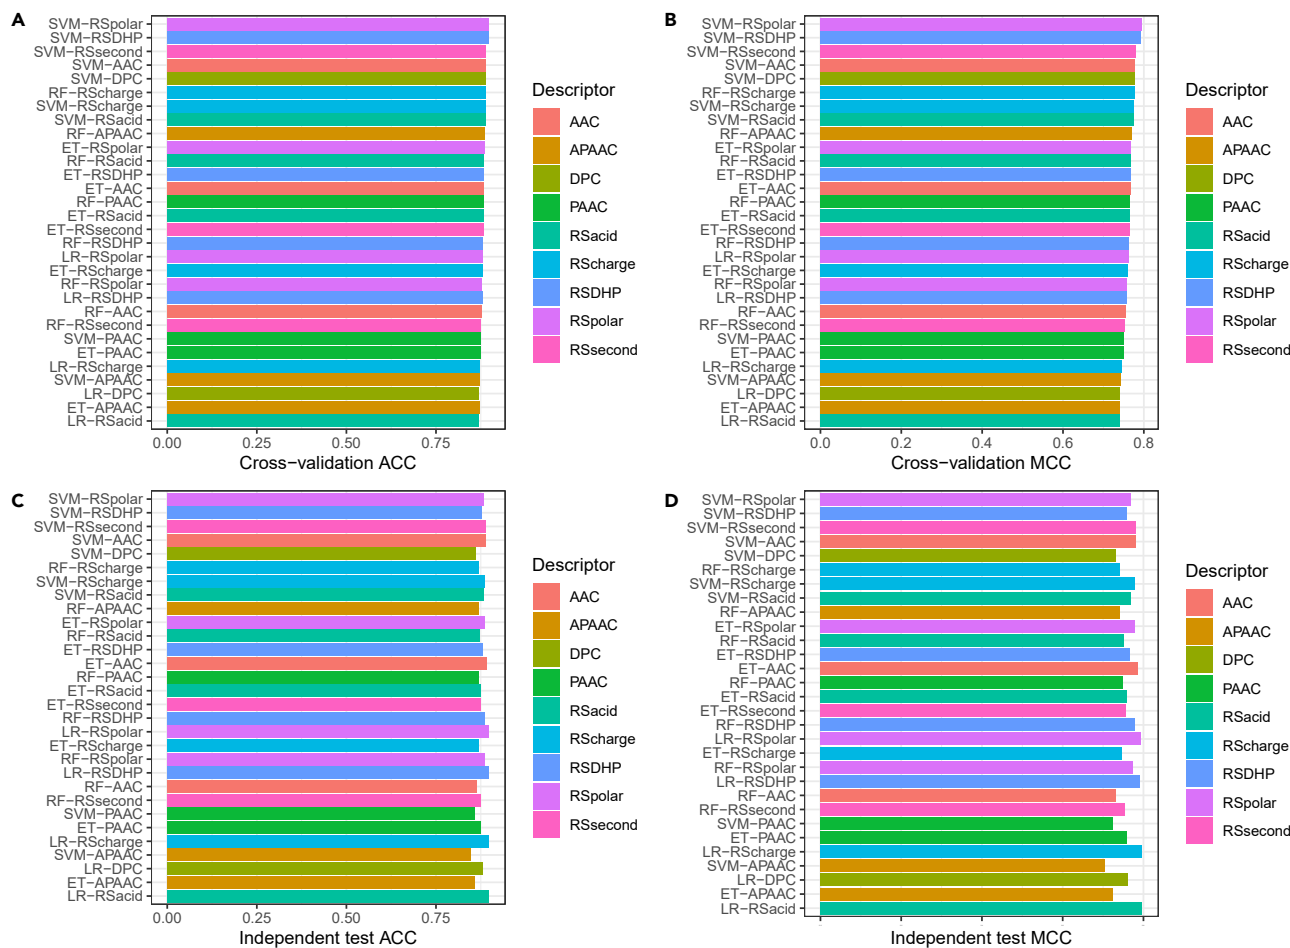 A
SVM−RSpolar
SVM−RSDHP
SVM−RSsecond
SVM−AAC
SVM−DPC
RF−RScharge
SVM−RScharge
SVM−RSacid
RF−APAAC
ET−RSpolar
RF−RSacid
ET−RSDHP
ET−AAC
RF−PAAC
ET−RSacid
ET−RSsecond
RF−RSDHP
LR−RSpolar
ET−RScharge
RF−RSpolar
LR−RSDHP
RF−AAC
RF−RSsecond
SVM−PAAC
ET−PAAC
LR−RScharge
SVM−APAAC
LR−DPC
ET−APAAC
LR−RSacid
0.00 0.25 0.50 0.75
Cross−validation ACC
Descriptor
AAC
APAAC
DPC
PAAC
RSacid
RScharge
RSDHP
RSpolar
RSsecond
B
SVM−RSpolar
SVM−RSDHP
SVM−RSsecond
SVM−AAC
SVM−DPC
RF−RScharge
SVM−RScharge
SVM−RSacid
RF−APAAC
ET−RSpolar
RF−RSacid
ET−RSDHP
ET−AAC
RF−PAAC
ET−RSacid
ET−RSsecond
RF−RSDHP
LR−RSpolar
ET−RScharge
RF−RSpolar
LR−RSDHP
RF−AAC
RF−RSsecond
SVM−PAAC
ET−PAAC
LR−RScharge
SVM−APAAC
LR−DPC
ET−APAAC
LR−RSacid
0.0 0.2 0.4 0.6 0.8
Cross−validation MCC
Descriptor
AAC
APAAC
DPC
PAAC
RSacid
RScharge
RSDHP
RSpolar
RSsecond
C
SVM−RSpolar
SVM−RSDHP
SVM−RSsecond
SVM−AAC
SVM−DPC
RF−RScharge
SVM−RScharge
SVM−RSacid
RF−APAAC
ET−RSpolar
RF−RSacid
ET−RSDHP
ET−AAC
RF−PAAC
ET−RSacid
ET−RSsecond
RF−RSDHP
LR−RSpolar
ET−RScharge
RF−RSpolar
LR−RSDHP
RF−AAC
RF−RSsecond
SVM−PAAC
ET−PAAC
LR−RScharge
SVM−APAAC
LR−DPC
ET−APAAC
LR−RSacid
0.00 0.25 0.50 0.75
Independent test ACC
Descriptor
AAC
APAAC
DPC
PAAC
RSacid
RScharge
RSDHP
RSpolar
RSsecond
D
SVM−RSpolar
SVM−RSDHP
SVM−RSsecond
SVM−AAC
SVM−DPC
RF−RScharge
SVM−RScharge
SVM−RSacid
RF−APAAC
ET−RSpolar
RF−RSacid
ET−RSDHP
ET−AAC
RF−PAAC
ET−RSacid
ET−RSsecond
RF−RSDHP
LR−RSpolar
ET−RScharge
RF−RSpolar
LR−RSDHP
RF−AAC
RF−RSsecond
SVM−PAAC
ET−PAAC
LR−RScharge
SVM−APAAC
LR−DPC
ET−APAAC
LR−RSacid
Independent test MCC
Descriptor
AAC
APAAC
DPC
PAAC
RSacid
RScharge
RSDHP
RSpolar
RSsecond